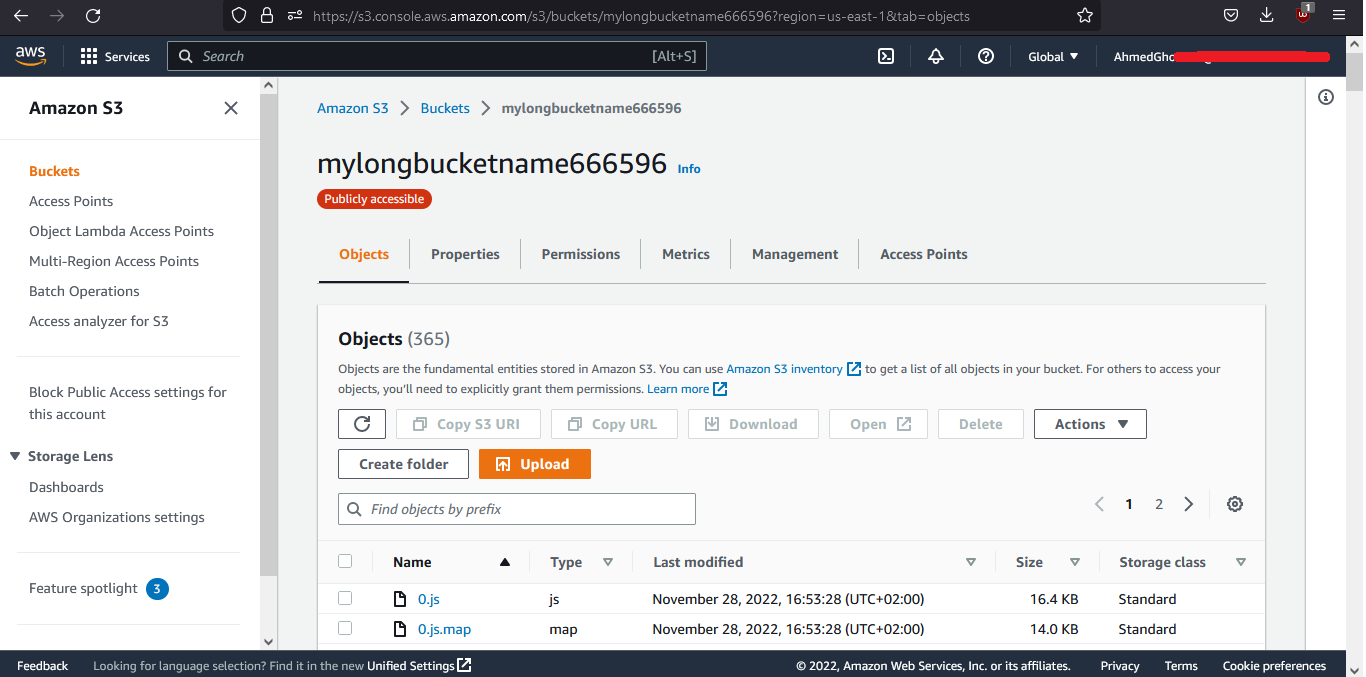 1
https://s3.console.aws.amazon.com/s3/buckets/mylongbucketname666596?region=us-east-1&tab=objects
aws
Services
Search
[Alt+S]
Global
AhmedGho
Amazon S3
Buckets
Access Points
Object Lambda Access Points
Multi-Region Access Points
Batch Operations
Access analyzer for S3
Block Public Access settings for
this account
Storage Lens
Dashboards
AWS Organizations settings
Feature spotlight 3
Amazon S3 > Buckets > mylongbucketname666596
mylongbucketname666596 Info
Publicly accessible
Objects Properties Permissions Metrics Management Access Points
Objects (365)
Objects are the fundamental entities stored in Amazon S3. You can use Amazon S3 inventory to get a list of all objects in your bucket. For others to access your
objects, you'll need to explicitly grant them permissions. Learn more
Copy S3 URI Copy URL Download Open Delete Actions
Create folder Upload
Find objects by prefix
1 2
Name Type Last modified Size Storage class
0.js js November 28, 2022, 16:53:28 (UTC+02:00) 16.4 KB Standard
0.js.map map November 28, 2022, 16:53:28 (UTC+02:00) 14.0 KB Standard
Feedback Looking for language selection? Find it in the new Unified Settings © 2022, Amazon Web Services, Inc. or its affiliates. Privacy Terms Cookie preferences